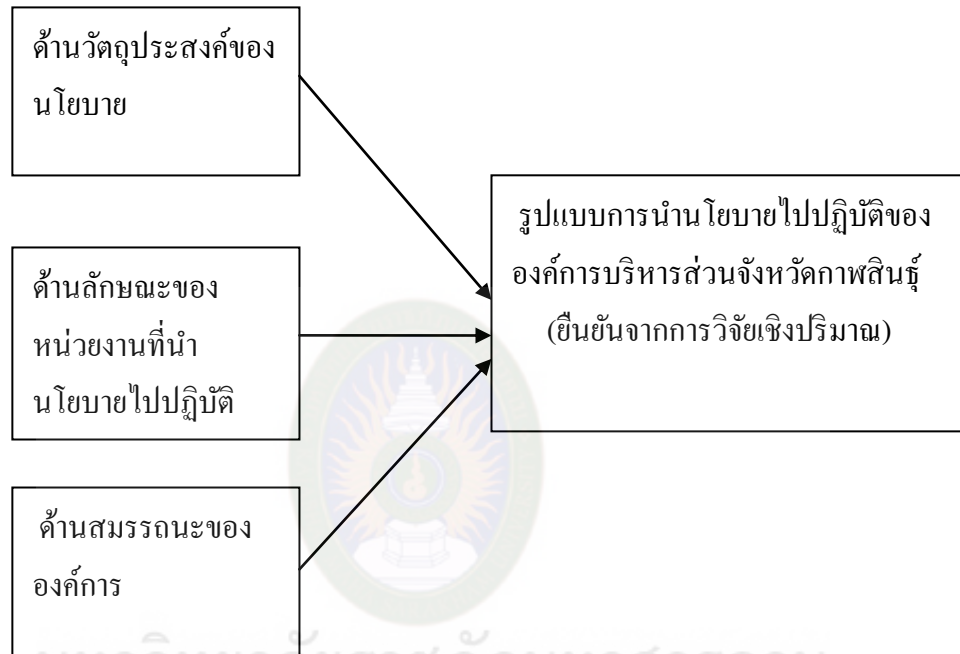 ด้านวัตถุประสงค์ของ
นโยบาย
ด้านลักษณะของ
หน่วยงานที่นำ
นโยบายไปปฏิบัติ
ด้านสมรรถนะของ
องค์การ
รูปแบบการนำนโยบายไปปฏิบัติของ
องค์การบริหารส่วนจังหวัดกาฬสินธุ์
(ยืนยันจากการวิจัยเชิงปริมาณ)